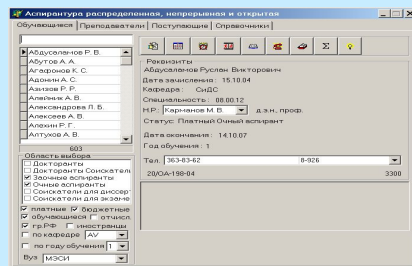 Аспирантура распределенная, непрерывная и открытая
Обучающиеся Преподаватели Поступающие Справочники
Абдусаламов Р. В.
Абутов А. А.
Агафонов К. С.
Адонин А. С.
Азизов Р. Р.
Алейник А. В.
Александрова Л. Б.
Алексеев А. В.
Алехин Р. Г.
Алтухов А. В.
603
Область выбора
Докторанты
Докторанты Соискатели
Заочные аспиранты
Очные аспиранты
Соискатели для диссер
Соискатели для экзаме
платные бюджетные
обучающиеся отчисл.
гр.РФ иностранцы
по кафедре AV
по году обучения 1
Вуз МЭСИ
Реквизиты
Абдусаламов Руслан Викторович
Дата зачисления: 15.10.04
Кафедра: СиДС
Специальность: 08.00.12
Н.Р.: Карманов М. В. д.э.н., проф.
Статус: Платный Очный аспирант
Дата окончания: 14.10.07
Год обучения: 1
Тел. 363-83-62 8-926
20/ОА-198-04 3300